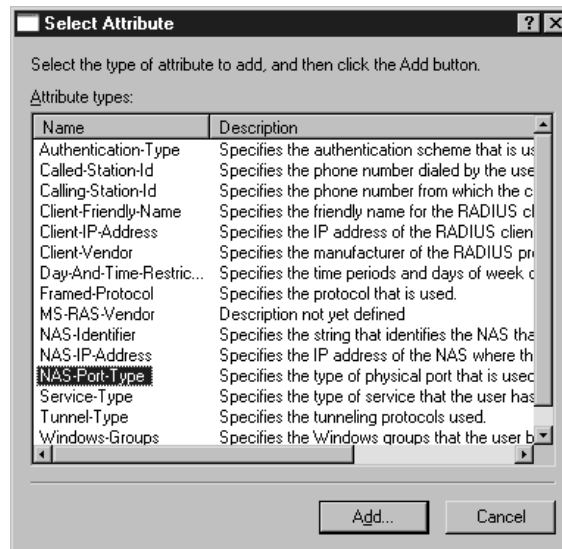 Select Attribute
Select the type of attribute to add, and then click the Add button.
Attribute types:
Name Description
Authentication-Type Specifies the authentication scheme that is us
Called-Station-Id Specifies the phone number dialed by the use
Calling-Station-Id Specifies the phone number from which the c
Client-Friendly-Name Specifies the friendly name for the RADIUS cl
Client-IP-Address Specifies the IP address of the RADIUS clien
Client-Vendor Specifies the manufacturer of the RADIUS pr
Day-And-Time-Restric... Specifies the time periods and days of week o
Framed-Protocol Specifies the protocol that is used.
MS-RAS-Vendor Description not yet defined
NAS-Identifier Specifies the string that identifies the NAS tha
NAS-IP-Address Specifies the IP address of the NAS where th
NAS-Port-Type Specifies the type of physical port that is used
Service-Type Specifies the type of service that the user has
Tunnel-Type Specifies the tunneling protocols used.
Windows-Groups Specifies the Windows groups that the user b
Add... Cancel